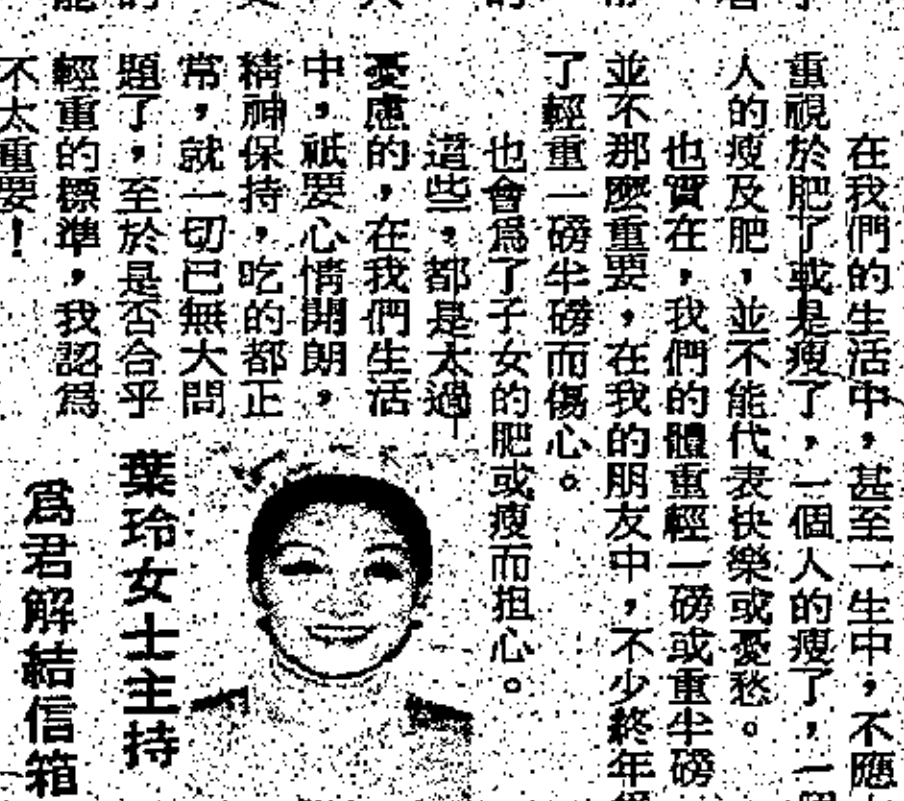 在我們的生活中，甚至一生中，不應
重視於肥了或是瘦了，一個人的瘦了，一
人的瘦及肥，並不能代表快樂或憂愁。
也實在，我們的體重輕一磅或重半磅
並不那麼重要，在我的朋友中，不少終年
了輕重一磅半磅而傷心。
也會爲了子女的肥或瘦而担心。
這些，都是太過
憂慮的，在我們生活
中，祇要心情開朗，
精神保持，吃的都正
常，就一切已無大問
題了，至於是否合乎
輕重的標準，我認爲
不太重要！
葉玲女士主持
爲君解結信箱